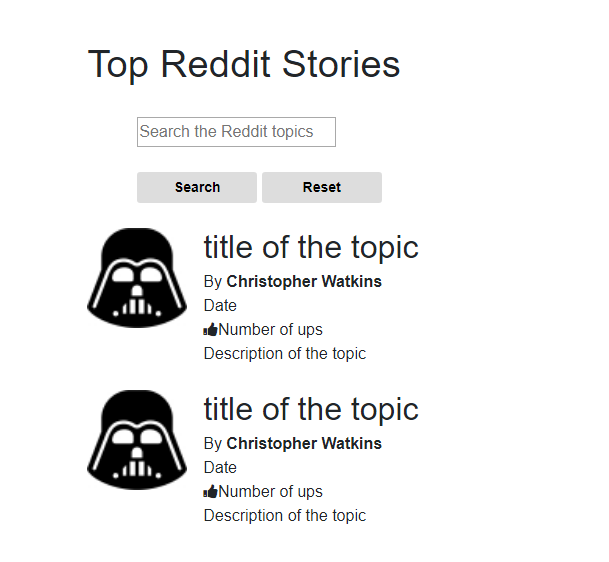 Top Reddit Stories
Search the Reddit topics
Search Reset
title of the topic
By Christopher Watkins
Date
Number of ups
Description of the topic
title of the topic
By Christopher Watkins
Date
Number of ups
Description of the topic